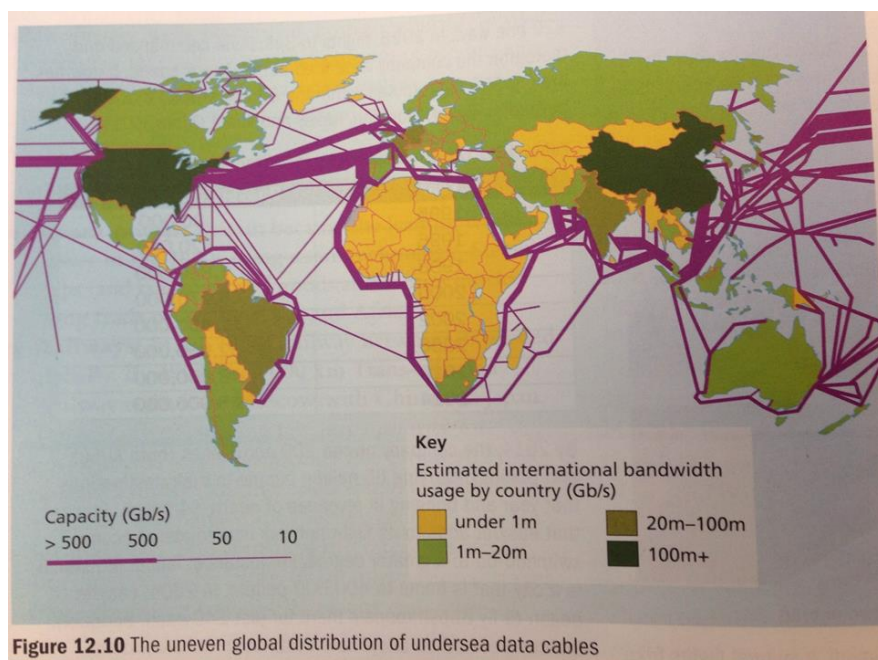 Key
Estimated international bandwidth
usage by country (Gb/s)
under 1m
20m–100m
1m–20m
100m+
Capacity (Gb/s)
> 500 500 50 10
Figure 12.10 The uneven global distribution of undersea data cables